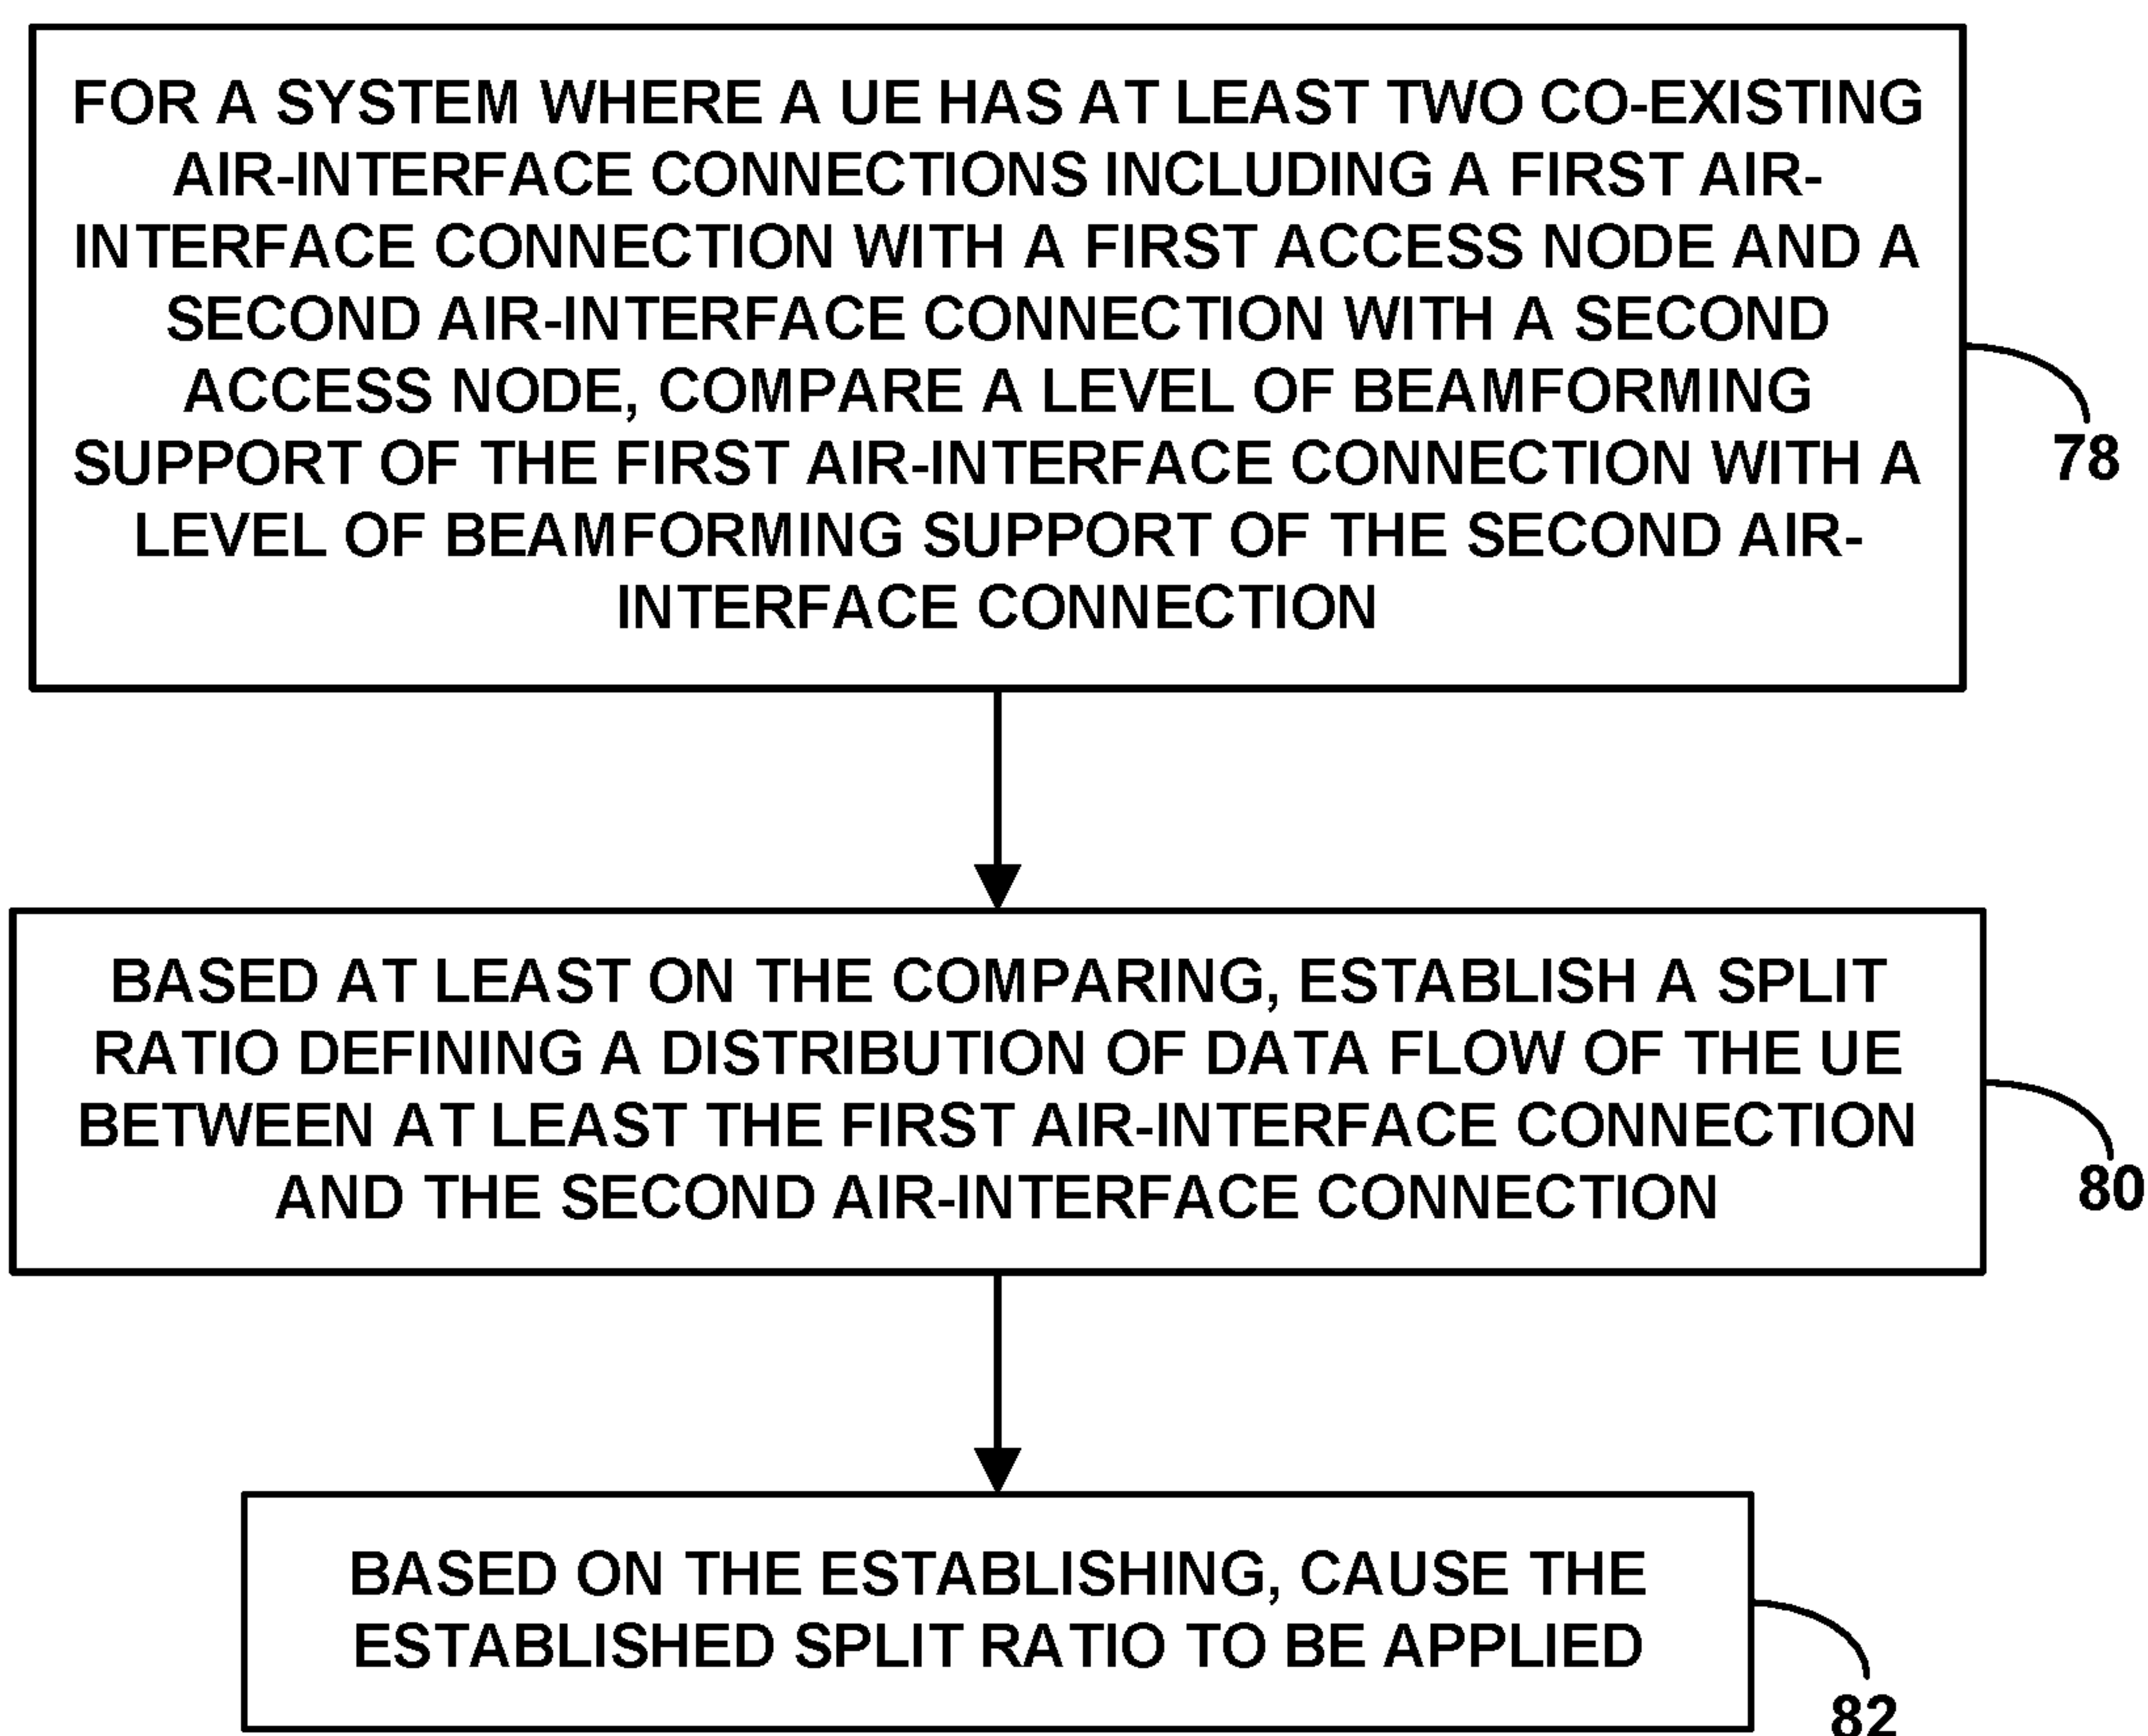 FOR A SYSTEM WHERE A UE HAS AT LEAST TWO CO-EXISTING
AIR-INTERFACE CONNECTIONS INCLUDING A FIRST AIR-
INTERFACE CONNECTION WITH A FIRST ACCESS NODE AND A
SECOND AIR-INTERFACE CONNECTION WITH A SECOND
ACCESS NODE, COMPARE A LEVEL OF BEAMFORMING
SUPPORT OF THE FIRST AIR-INTERFACE CONNECTION WITH A
LEVEL OF BEAMFORMING SUPPORT OF THE SECOND AIR-
INTERFACE CONNECTION
78
BASED AT LEAST ON THE COMPARING, ESTABLISH A SPLIT
RATIO DEFINING A DISTRIBUTION OF DATA FLOW OF THE UE
BETWEEN AT LEAST THE FIRST AIR-INTERFACE CONNECTION
AND THE SECOND AIR-INTERFACE CONNECTION
80
BASED ON THE ESTABLISHING, CAUSE THE
ESTABLISHED SPLIT RATIO TO BE APPLIED
82